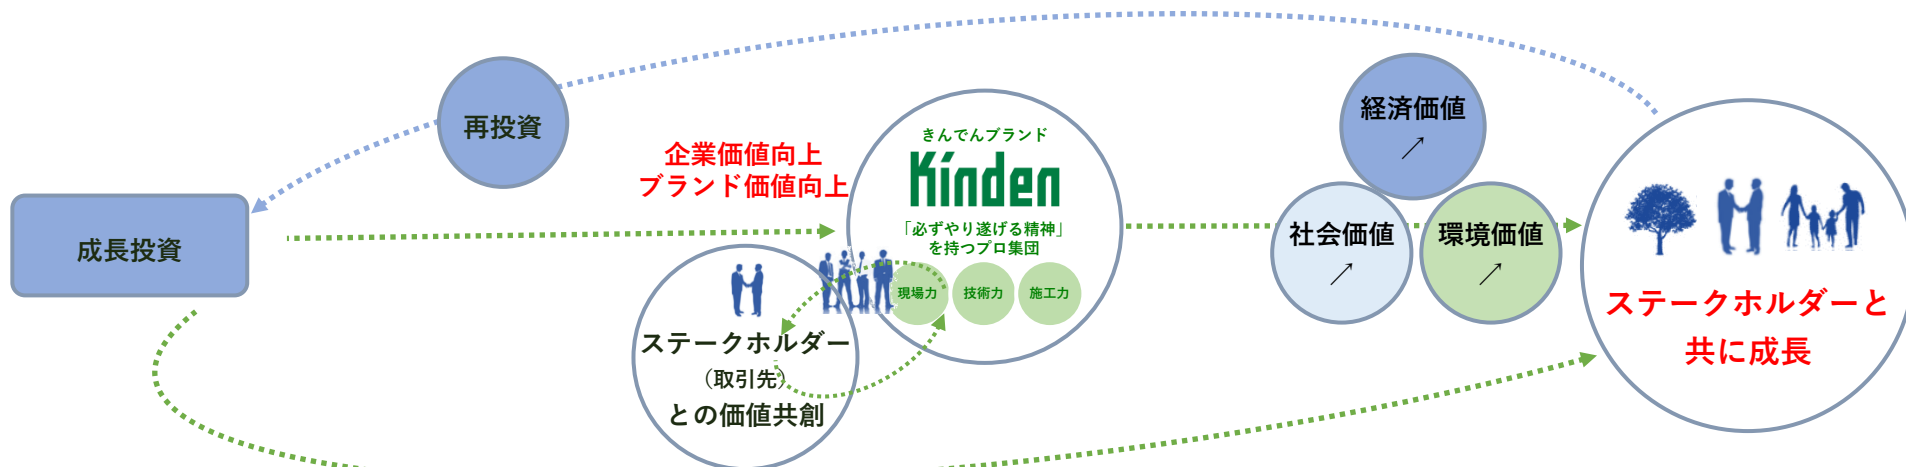 再投資
成長投資
企業価値向上
ブランド価値向上
きんでんブランド
Kinden
「必ずやり遂げる精神」
を持つプロ集団
現場力
技術力
施工力
ステークホルダー
（取引先）
との価値共創
経済価値
↗
社会価値
↗
環境価値
↗
ステークホルダーと
共に成長